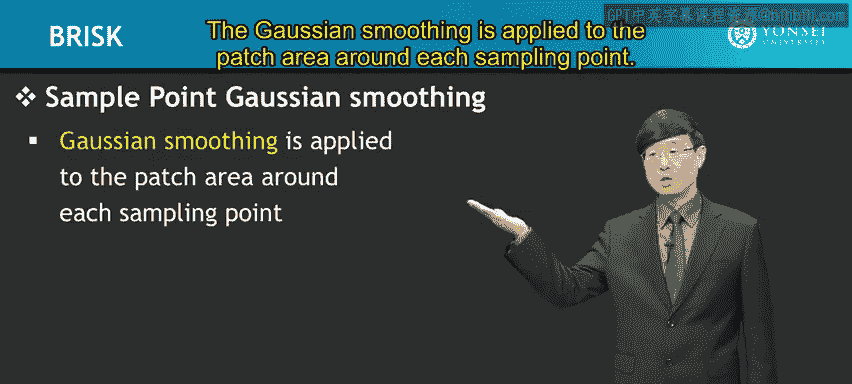 BRISK
The Gaussian smoothing is applied to the
patch area around each sampling point.
YONSEI
UNIVERSITY
❖ Sample Point Gaussian smoothing
▪ Gaussian smoothing is applied
to the patch area around
each sampling point